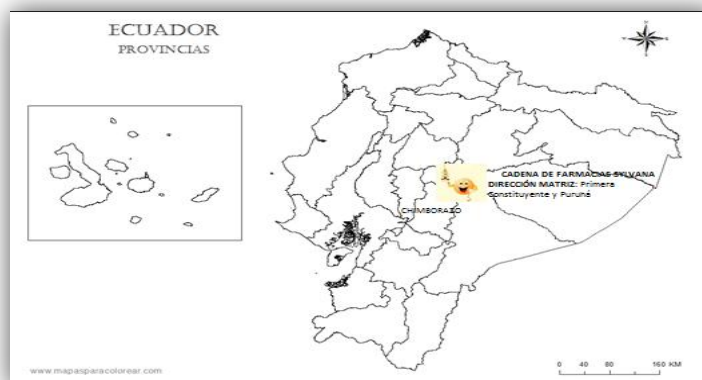 ECUADOR
PROVINCIAS
CADENA DE FARMACIAS SYLVANA
DIRECCIÓN MATRIZ: Primera
Constituyente y Puruhá
CHIMBORAZO
www.mapasparacolorear.com
0 40 80 160 KM